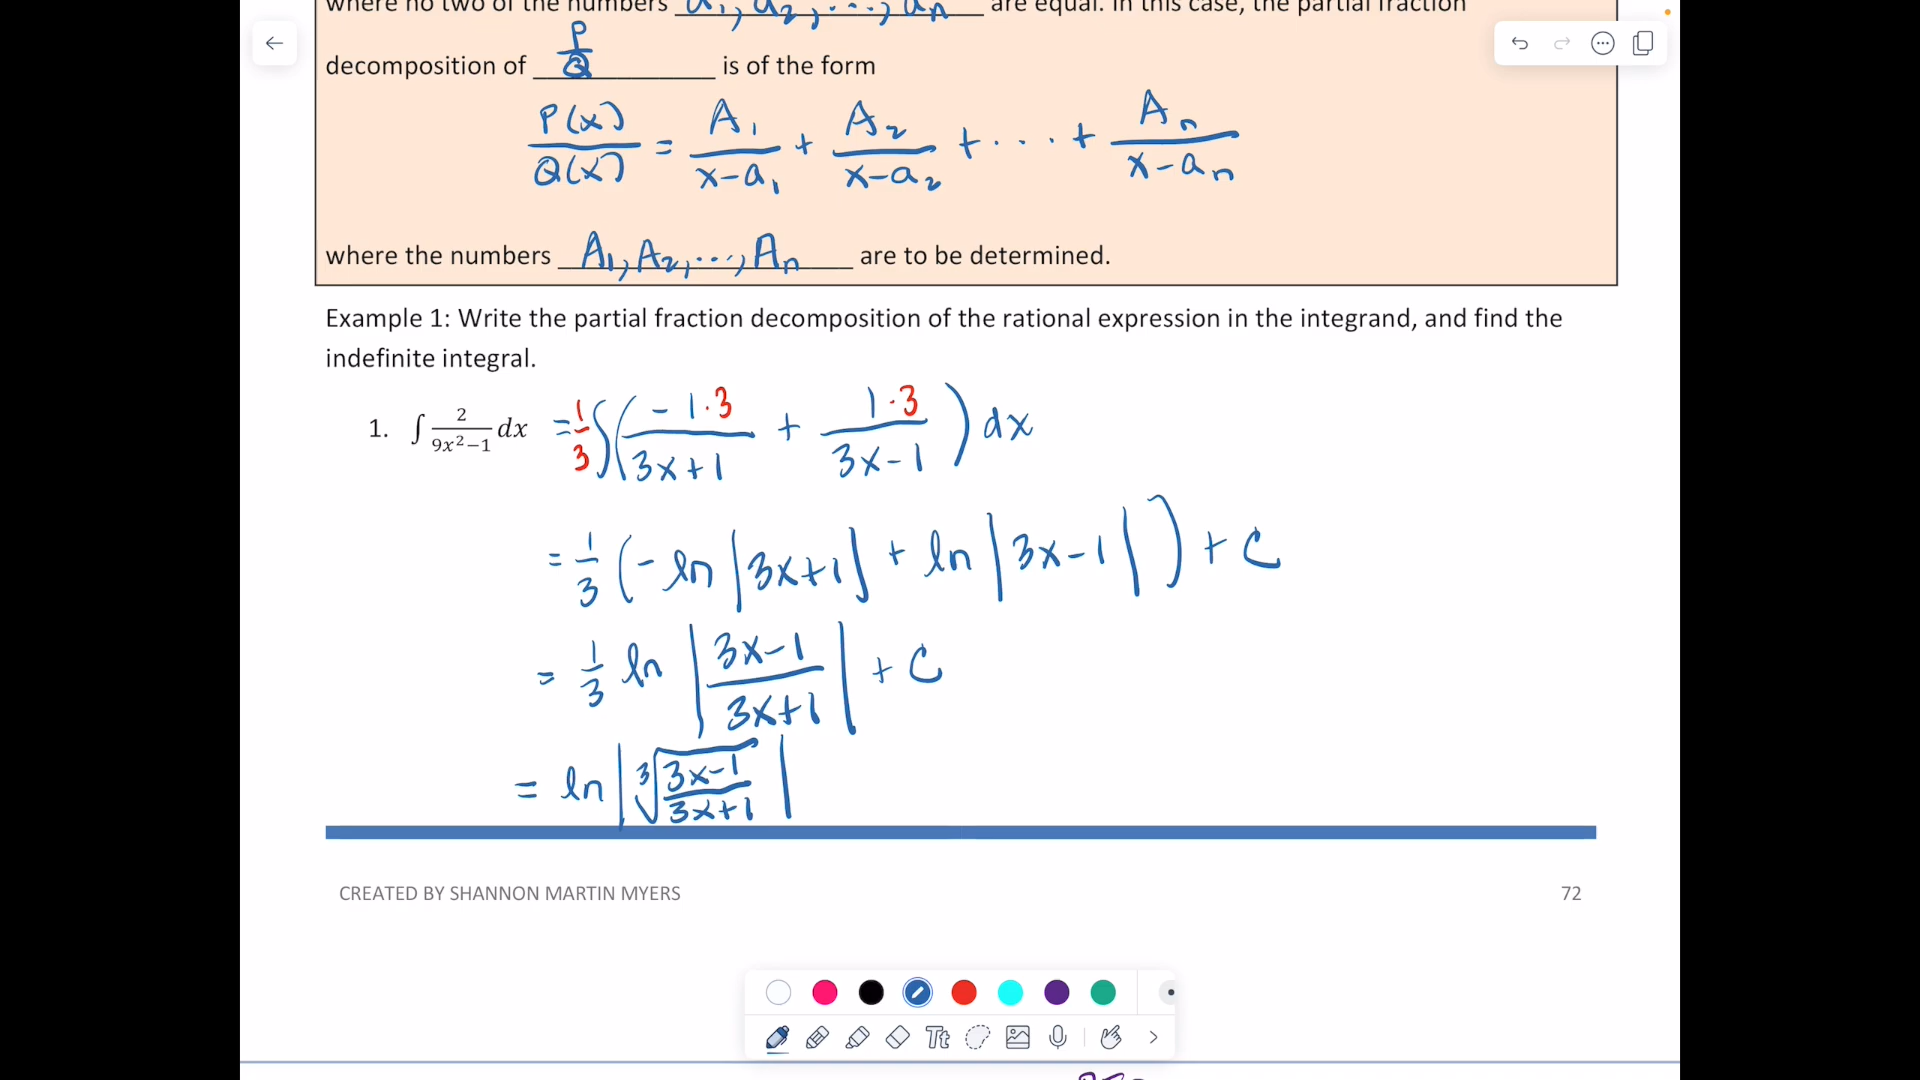 where no two of the numbers a₁, a₂, ..., aₙ are equal. In this case, the partial fraction
decomposition of P/Q is of the form
P(x)/Q(x) = A₁/(x-a₁) + A₂/(x-a₂) + ... + Aₙ/(x-aₙ)
where the numbers A₁, A₂, ..., Aₙ are to be determined.
Example 1: Write the partial fraction decomposition of the rational expression in the integrand, and find the
indefinite integral.
1. ∫ 2/(9x²−1) dx = 1/3 ∫ ( (-1·3)/(3x+1) + (1·3)/(3x-1) ) dx
= 1/3 (-ln|3x+1| + ln|3x-1|) + C
= 1/3 ln |(3x-1)/(3x+1)| + C
= ln |³√((3x-1)/(3x+1))|
CREATED BY SHANNON MARTIN MYERS 72
Tt